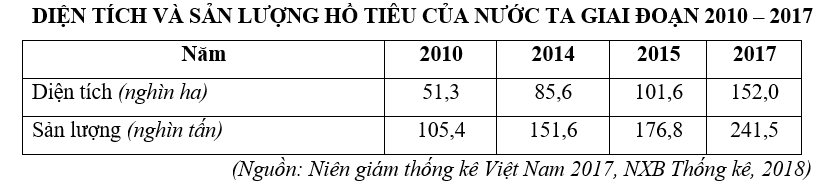 DIỆN TÍCH VÀ SẢN LƯỢNG HỒ TIÊU CỦA NƯỚC TA GIAI ĐOẠN 2010 – 2017
Năm 2010 2014 2015 2017
Diện tích (nghìn ha) 51,3 85,6 101,6 152,0
Sản lượng (nghìn tấn) 105,4 151,6 176,8 241,5
(Nguồn: Niên giám thống kê Việt Nam 2017, NXB Thống kê, 2018)